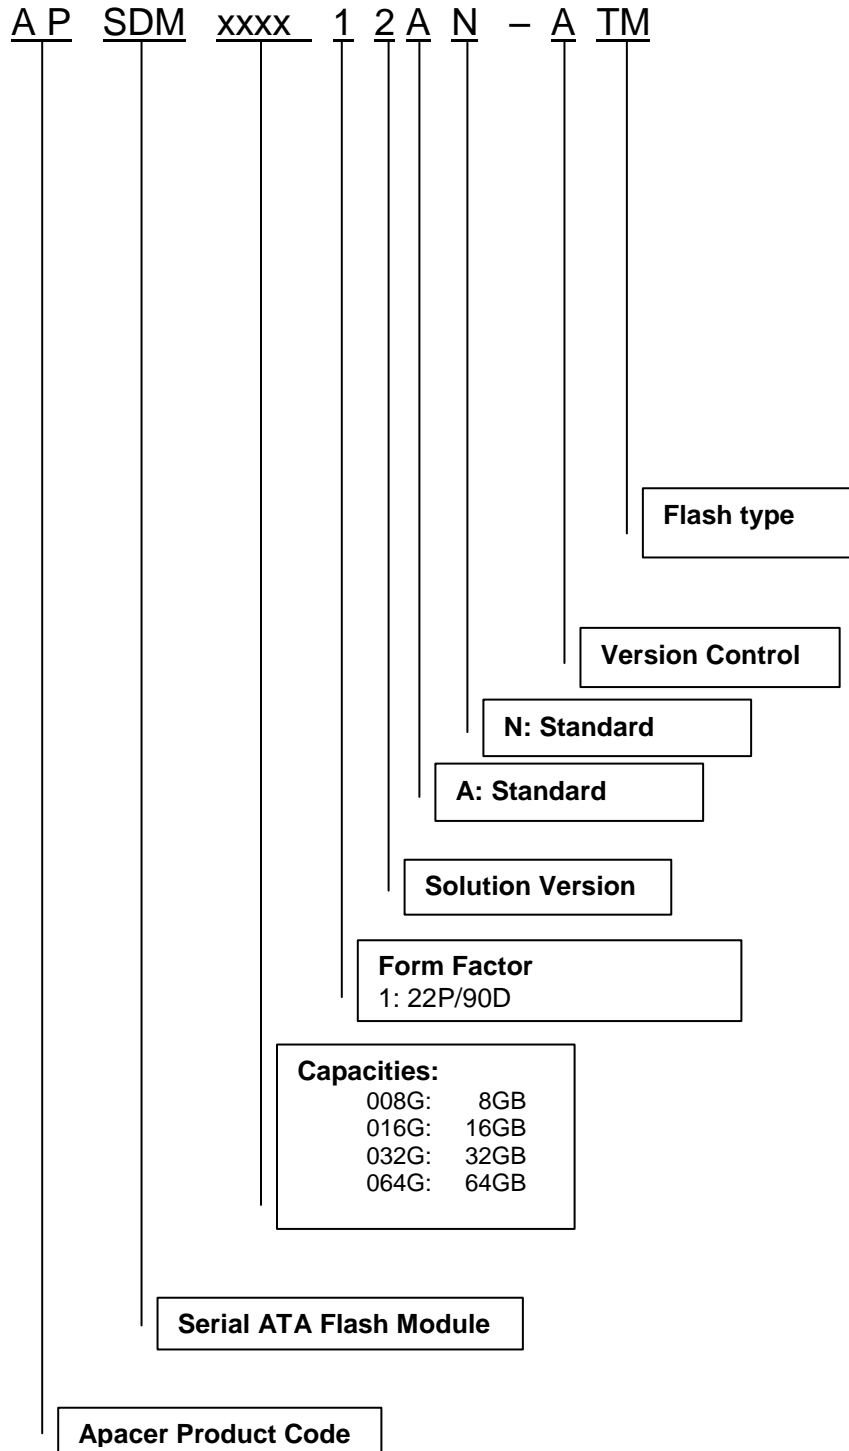 A P SDM xxxx 1 2 A N – A TM
Flash type
Version Control
N: Standard
A: Standard
Solution Version
Form Factor
1: 22P/90D
Capacities:
008G: 8GB
016G: 16GB
032G: 32GB
064G: 64GB
Serial ATA Flash Module
Apacer Product Code